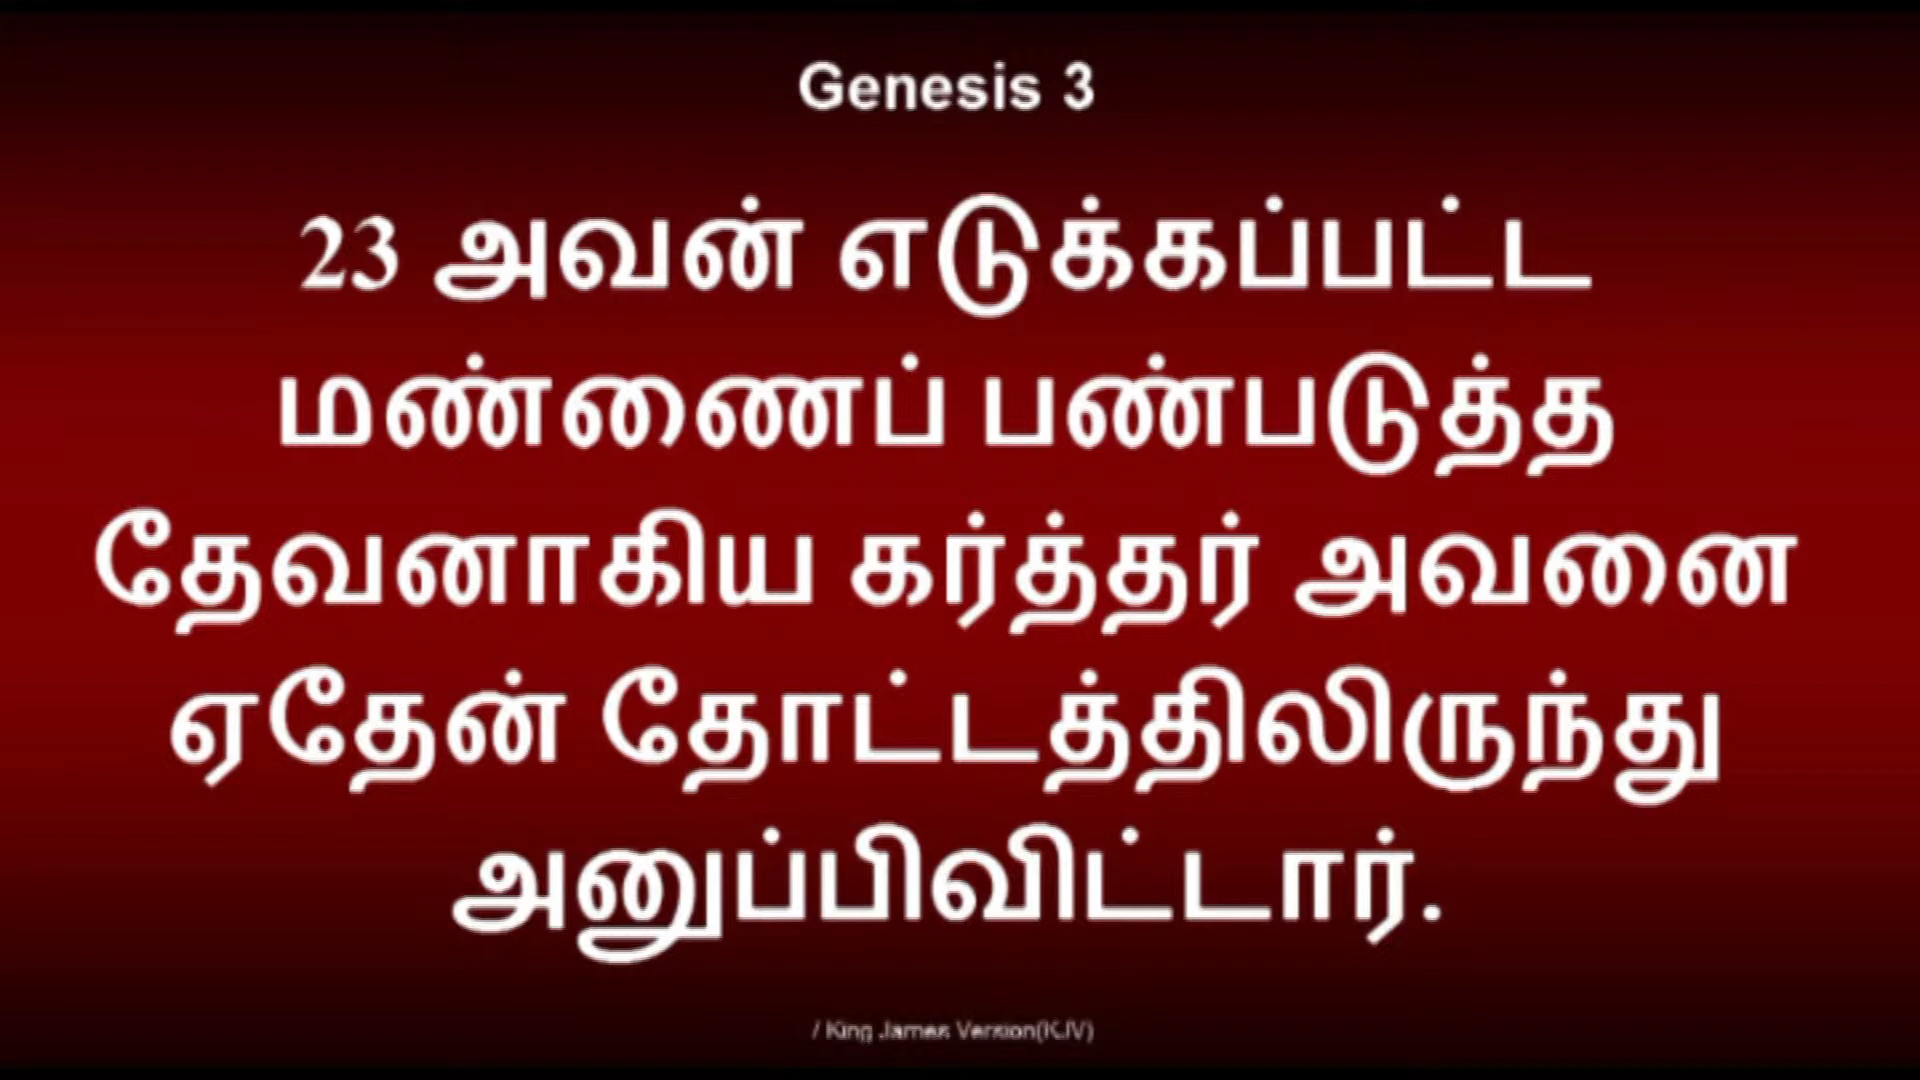 Genesis 3
23 அவன் எடுக்கப்பட்ட
மண்ணைப் பண்படுத்த
தேவனாகிய கர்த்தர் அவனை
ஏதேன் தோட்டத்திலிருந்து
அனுப்பிவிட்டார்.
/ King James Version(KJV)